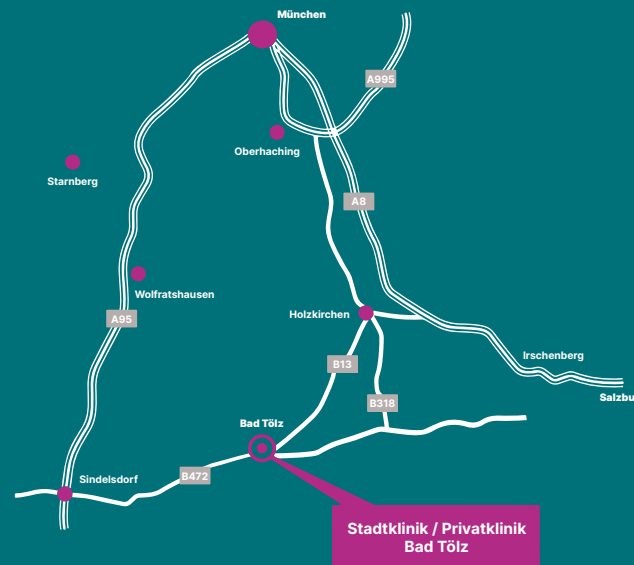 München
A995
Oberhaching
Starnberg
A8
Wolfratshausen
Holzkirchen
A95
Irschenberg
B13
Salzbu
B318
Bad Tölz
Sindelsdorf
B472
Stadtklinik / Privatklinik
Bad Tölz